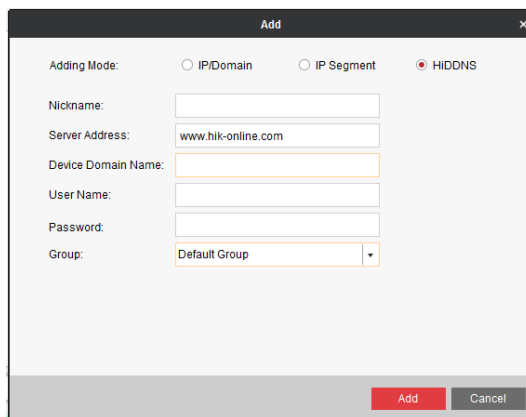 Add
Adding Mode: IP/Domain IP Segment HiDDNS
Nickname:
Server Address: www.hik-online.com
Device Domain Name:
User Name:
Password:
Group: Default Group
Add Cancel